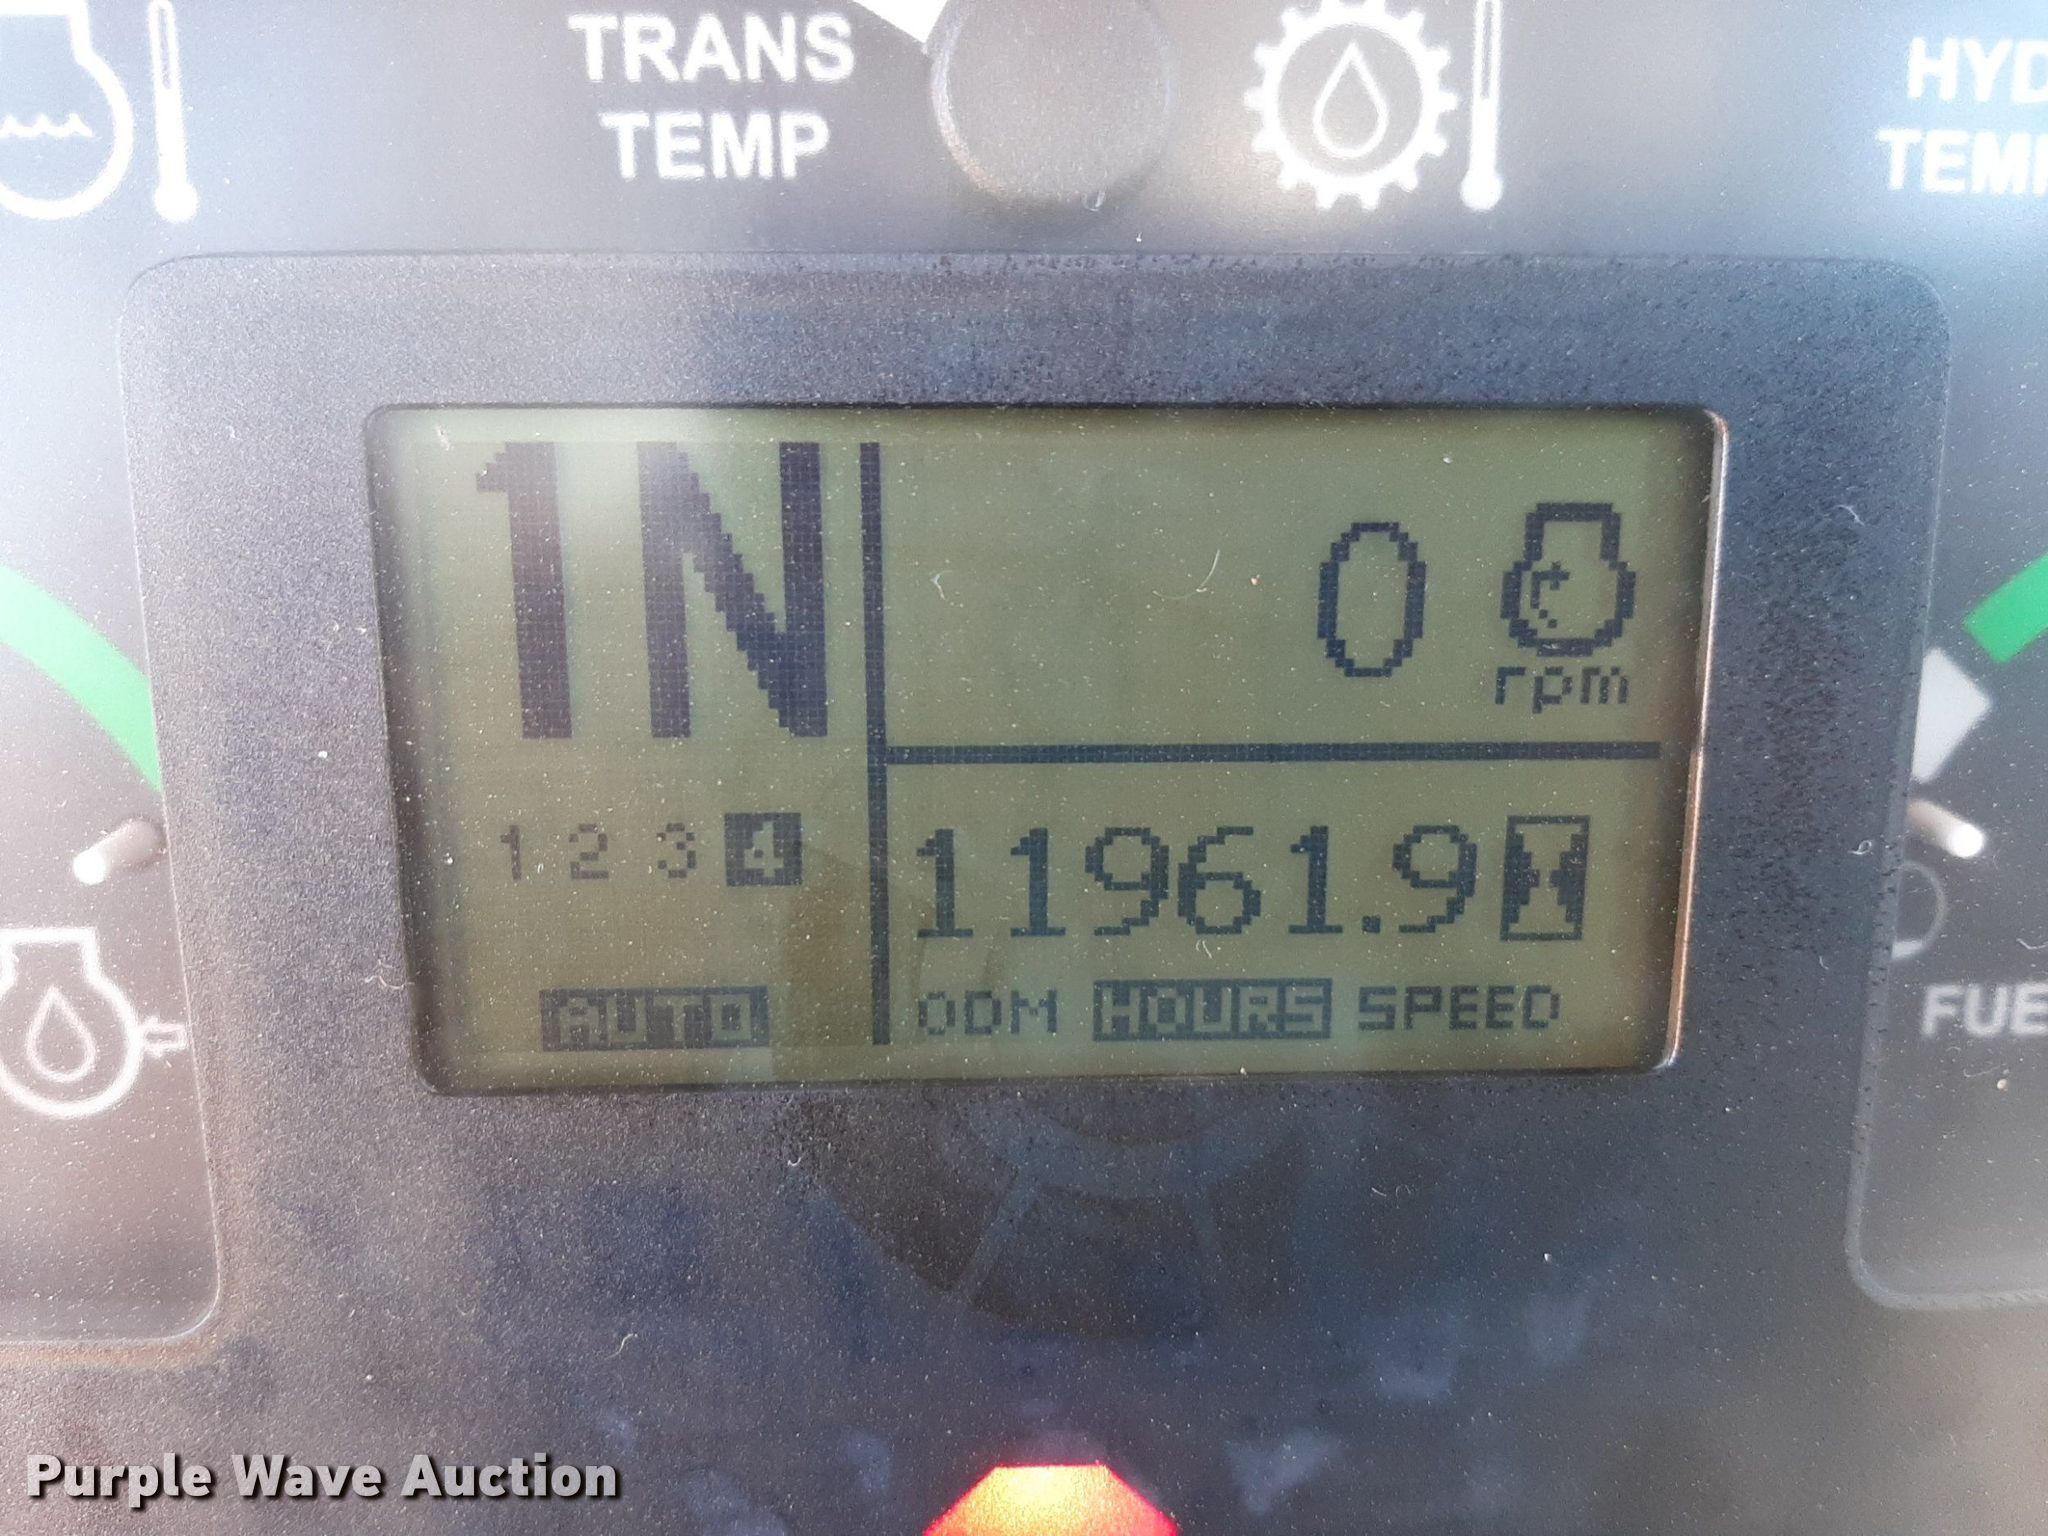 TRANS
TEMP
HYD
TEMP
1N
0
rpm
1 2 3 4
11961.9
AUTO
ODM HOURS SPEED
FUE
Purple Wave Auction